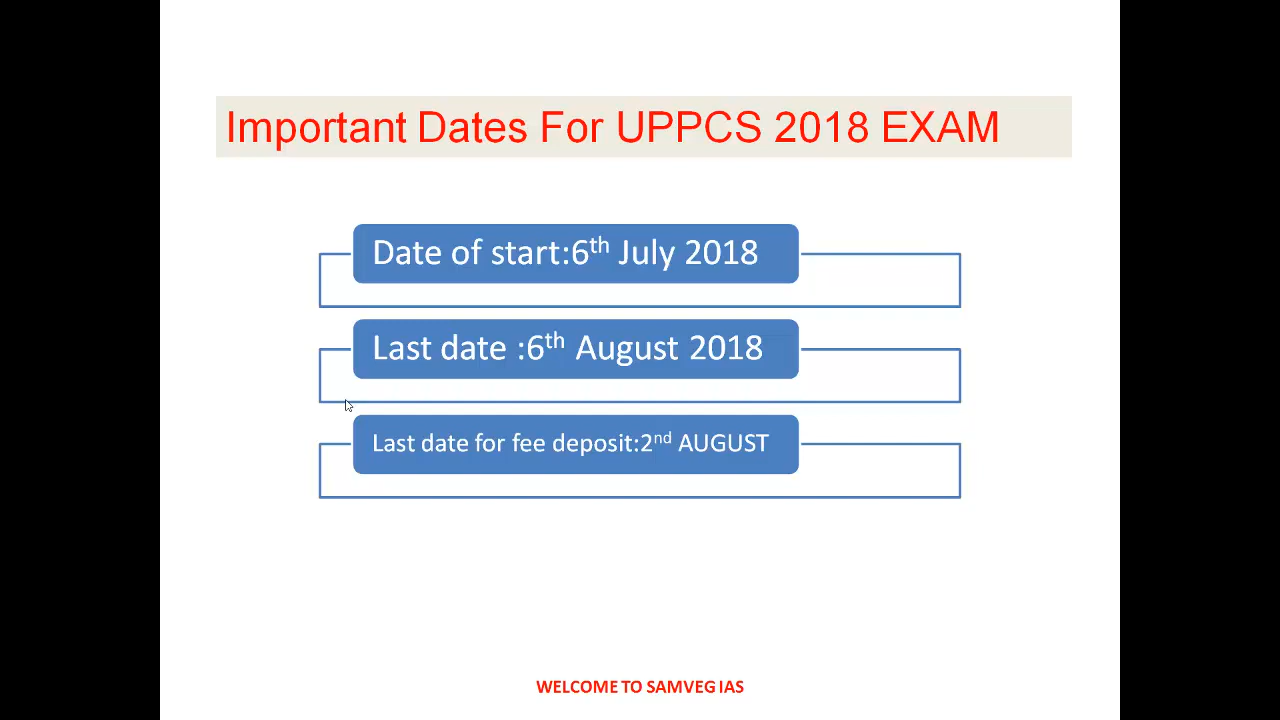 Important Dates For UPPCS 2018 EXAM
Date of start:6th July 2018
Last date :6th August 2018
Last date for fee deposit:2nd AUGUST
WELCOME TO SAMVEG IAS